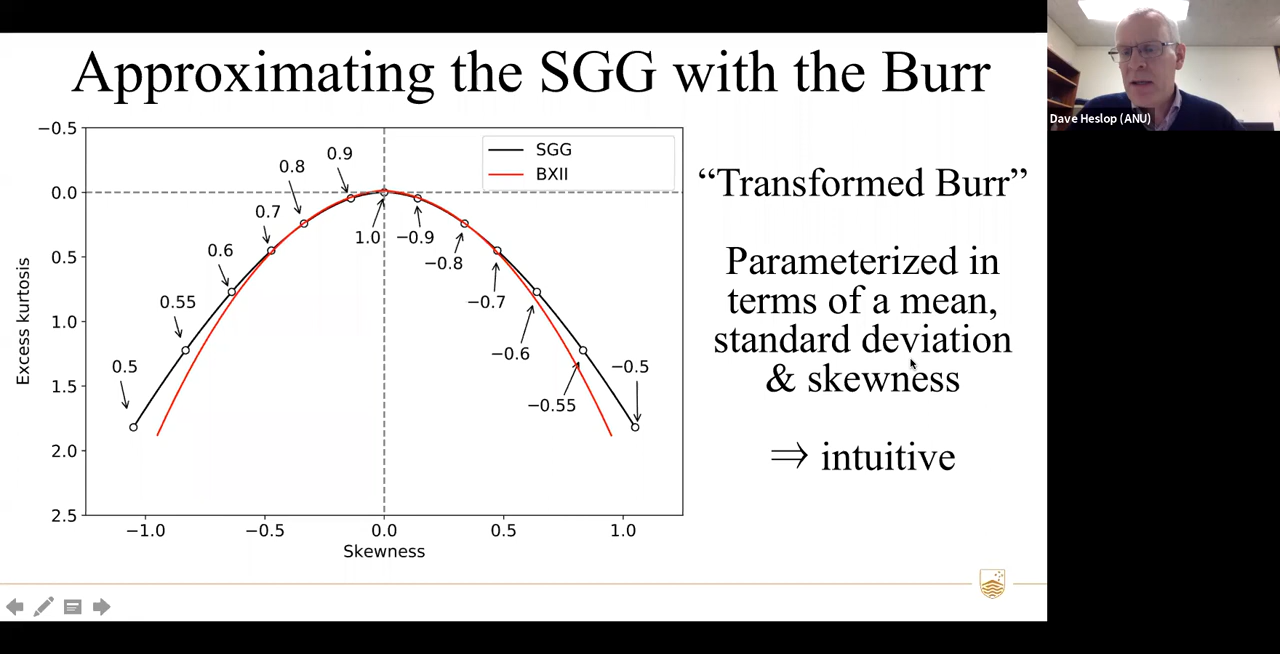 Approximating the SGG with the Burr
Dave Heslop (ANU)
−0.5
0.0
0.5
1.0
1.5
2.0
2.5
Excess kurtosis
−1.0
−0.5
0.0
0.5
1.0
Skewness
SGG
BXII
0.5
0.55
0.6
0.7
0.8
0.9
1.0
−0.9
−0.8
−0.7
−0.6
−0.55
−0.5
“Transformed Burr”
Parameterized in
terms of a mean,
standard deviation
& skewness
⇒ intuitive